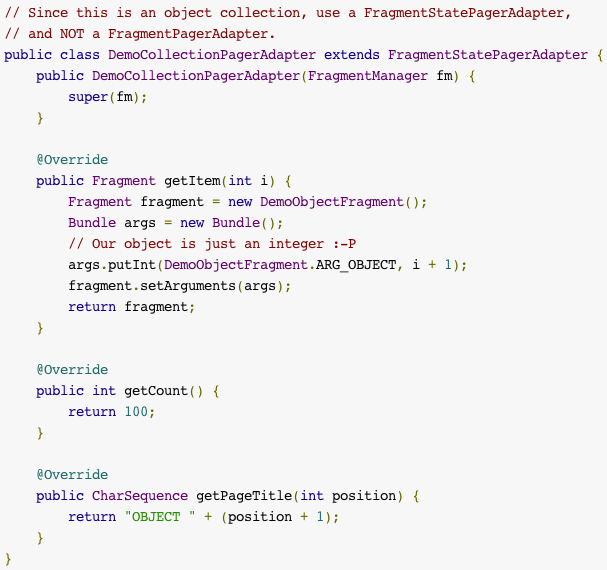 // Since this is an object collection, use a FragmentStatePagerAdapter,
// and NOT a FragmentPagerAdapter.
public class DemoCollectionPagerAdapter extends FragmentStatePagerAdapter {
    public DemoCollectionPagerAdapter(FragmentManager fm) {
        super(fm);
    }

    @Override
    public Fragment getItem(int i) {
        Fragment fragment = new DemoObjectFragment();
        Bundle args = new Bundle();
        // Our object is just an integer :-P
        args.putInt(DemoObjectFragment.ARG_OBJECT, i + 1);
        fragment.setArguments(args);
        return fragment;
    }

    @Override
    public int getCount() {
        return 100;
    }

    @Override
    public CharSequence getPageTitle(int position) {
        return "OBJECT " + (position + 1);
    }
}